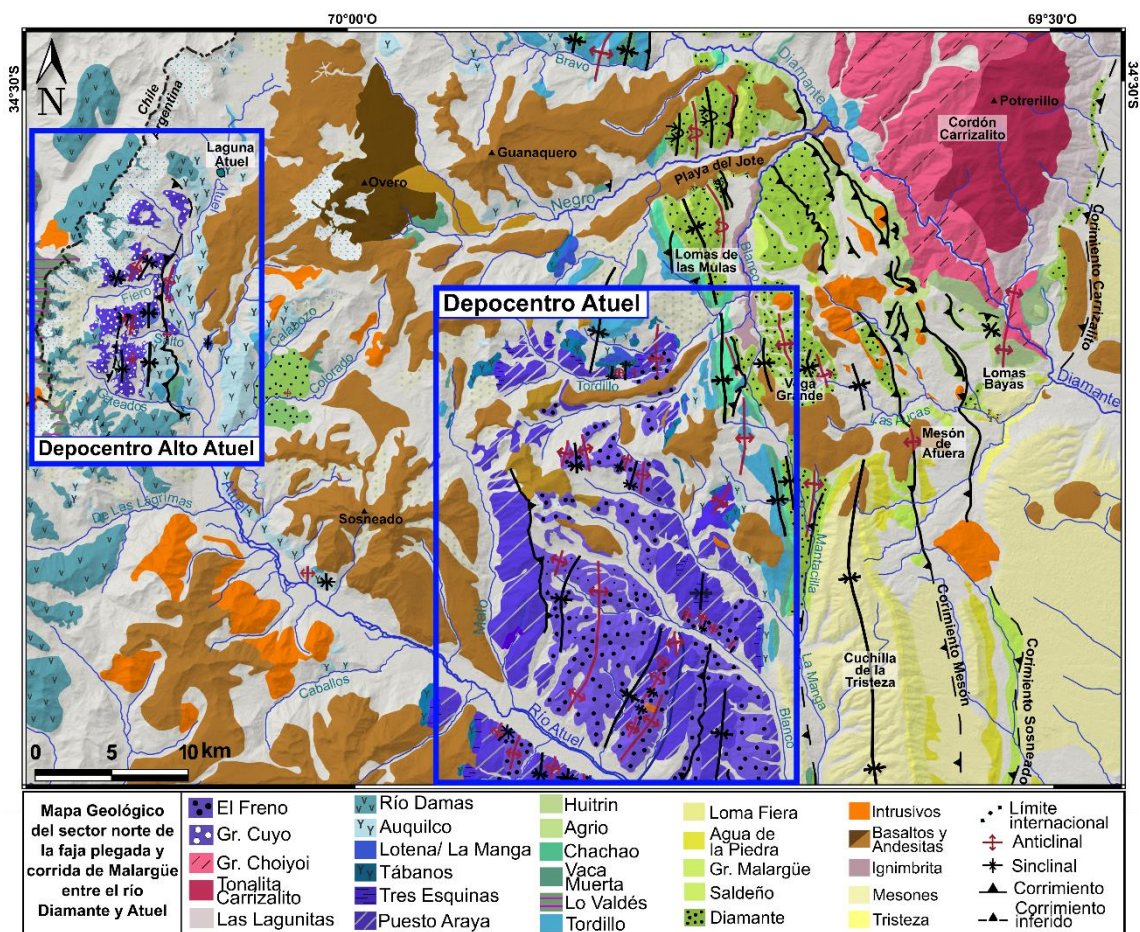 70°00'O
69°30'O
34°30'S
34°30'S
N
Chile
Argentina
Bravo
Diamante
Potrerillo
Cordón
Carrizalito
Laguna
Atuel
Atuel
Guanaquero
Overo
Playa del Jote
Negro
Lomas de
las Mulas
Blanco
Corimiento Carrizalito
Fiero
Salto
Calabozo
Colorado
Depocentro Atuel
Tordillo
Vega
Grande
Lomas
Bayas
Diamante
Las Aucas
Mesón
de
Afuera
Depocentro Alto Atuel
De Las Lágrimas
Atuel
Sosneado
Malo
Mantacilla
Caballos
Río Atuel
Blanco
La Manga
Cuchilla
de la
Tristeza
Corimiento Mesón
Corimiento Sosneado
0 5 10 km
Mapa Geológico
del sector norte de
la faja plegada y
corrida de Malargüe
entre el río
Diamante y Atuel
El Freno
Gr. Cuyo
Gr. Choiyoi
Tonalita
Carrizalito
Las Lagunitas
Río Damas
Auquilco
Lotena/ La Manga
Tábanos
Tres Esquinas
Puesto Araya
Huitrin
Agrio
Chachao
Vaca
Muerta
Lo Valdés
Tordillo
Loma Fiera
Agua de
la Piedra
Gr. Malargüe
Saldeño
Diamante
Intrusivos
Basaltos y
Andesitas
Ignimbrita
Mesones
Tristeza
Límite
internacional
Anticlinal
Sinclinal
Corrimiento
Corrimiento
inferido